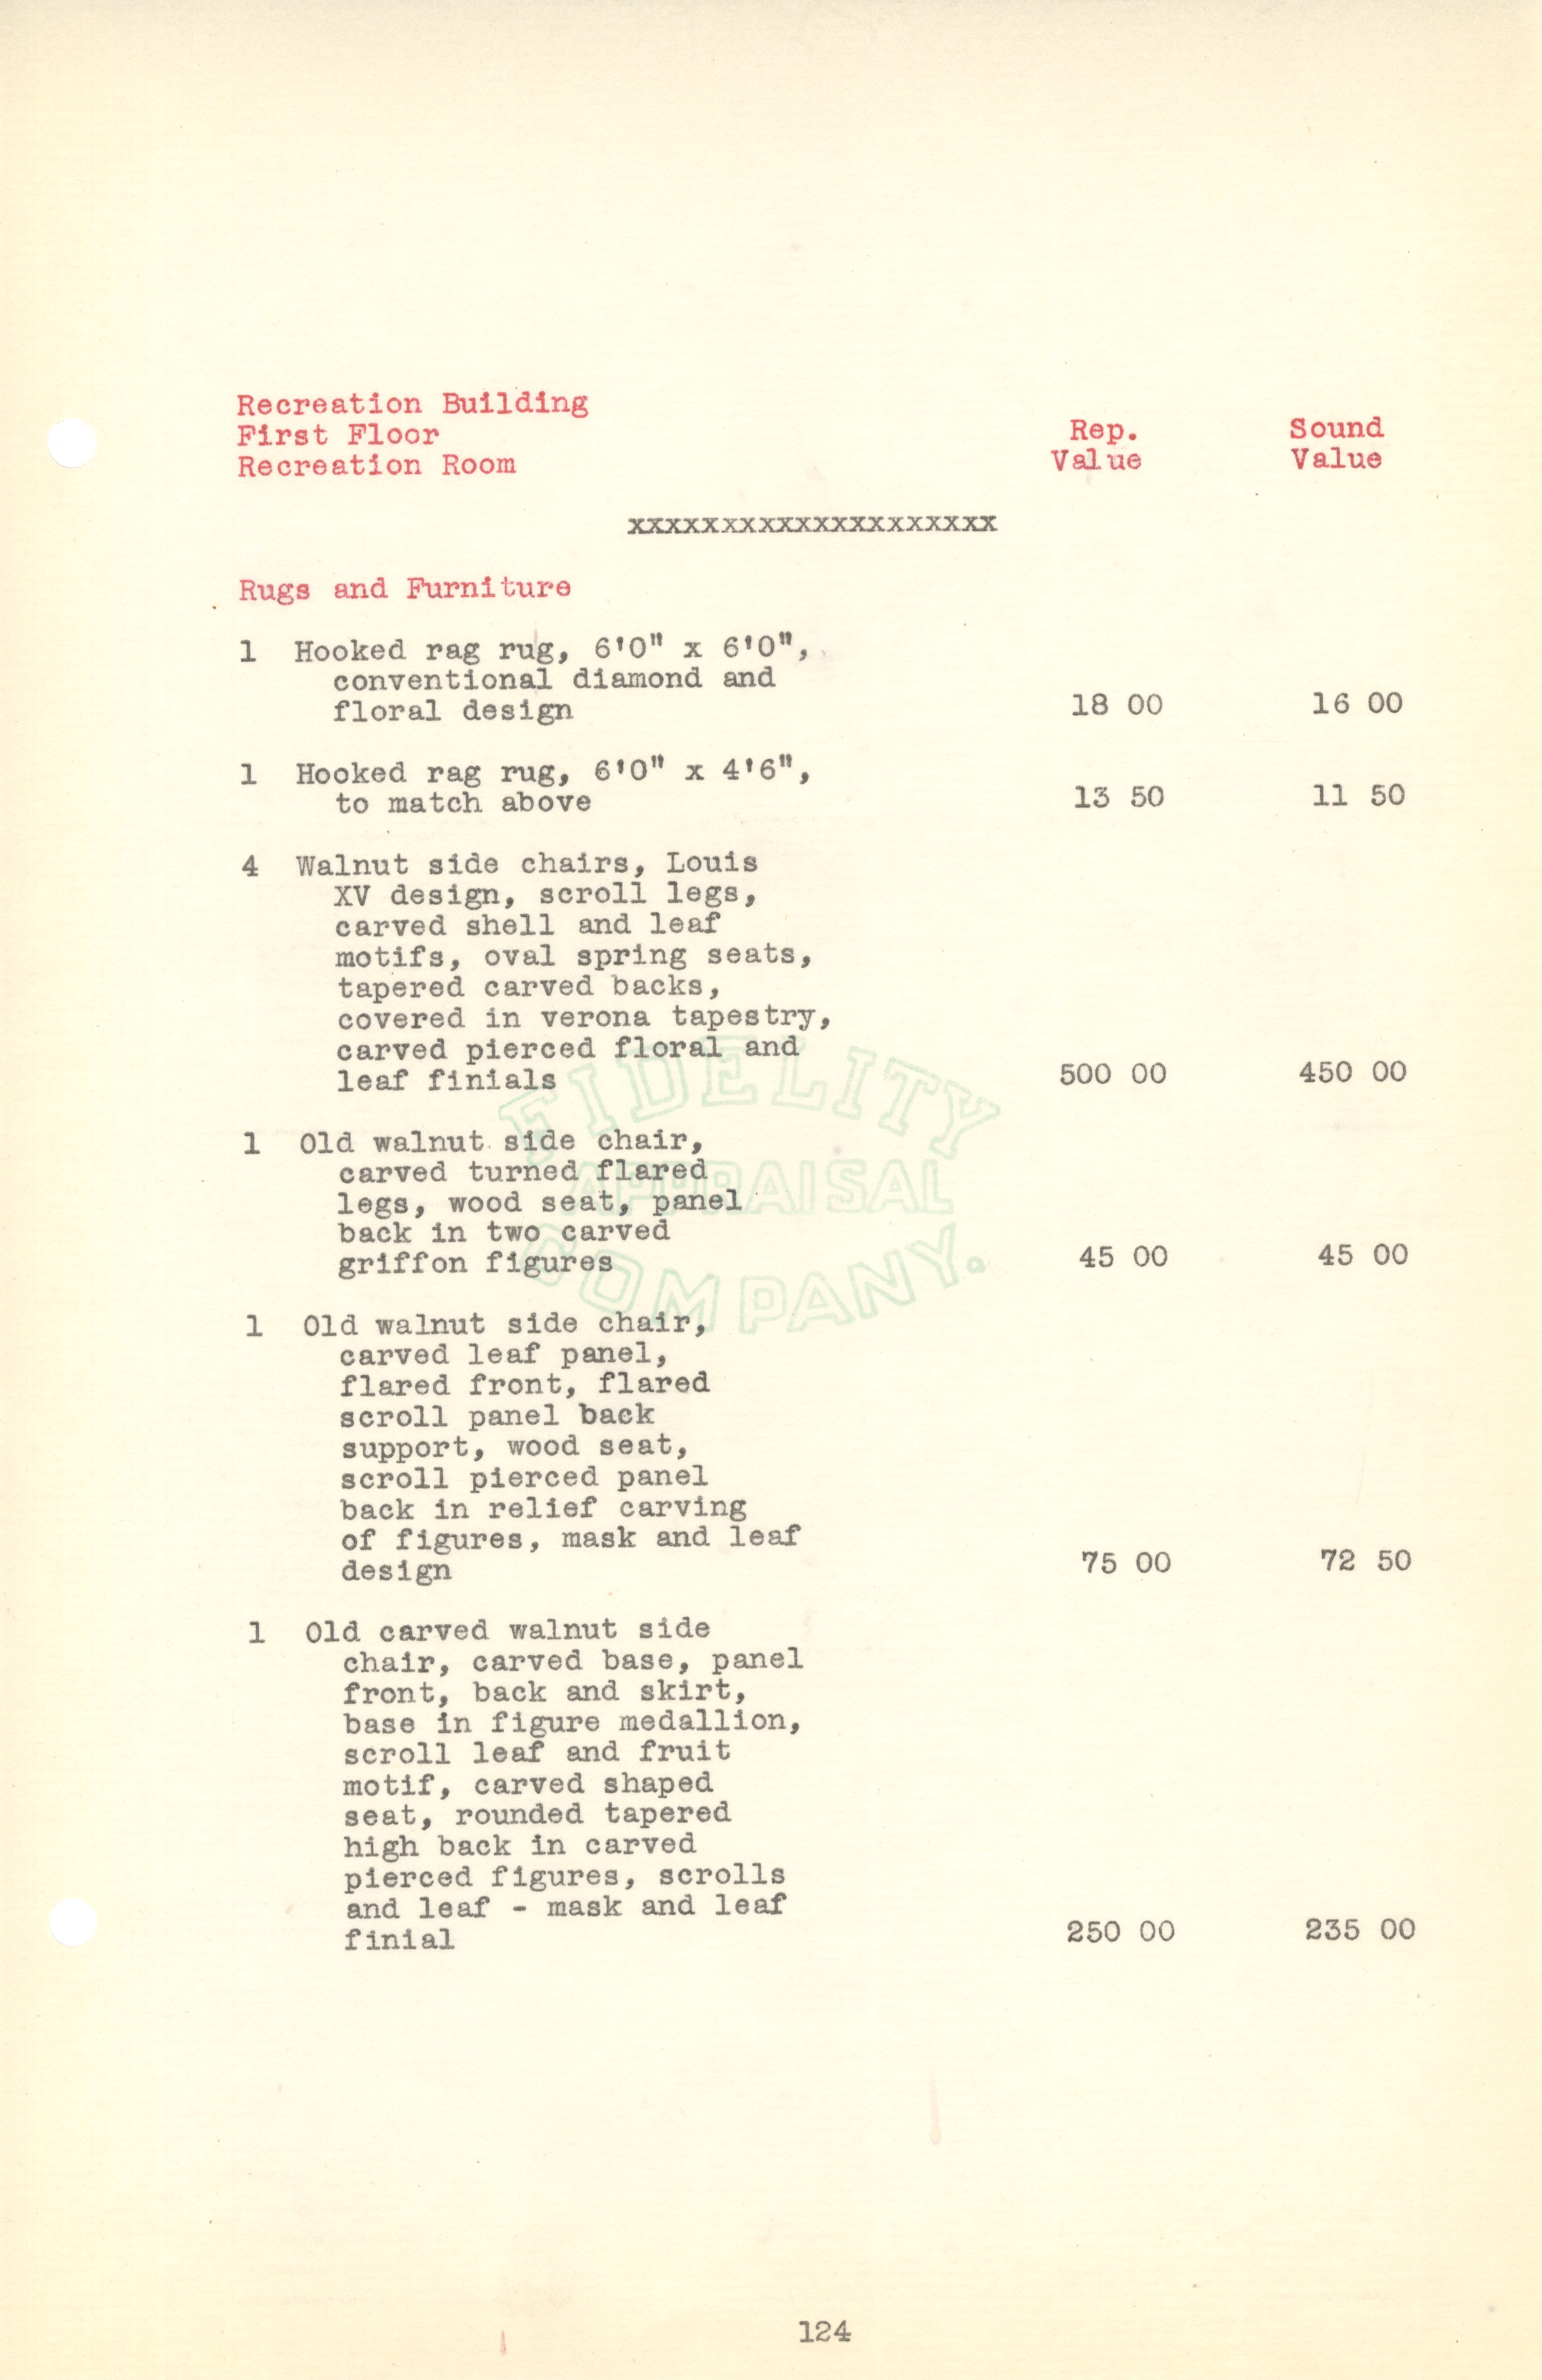 Recreation Building
First Floor
Recreation Room
Rep. Value
Sound Value
xxxxxxxxxxxxxxxxxxxx
Rugs and Furniture
1 Hooked rag rug, 6'0" x 6'0",
conventional diamond and
floral design 18 00 16 00
1 Hooked rag rug, 6'0" x 4'6",
to match above 13 50 11 50
4 Walnut side chairs, Louis
XV design, scroll legs,
carved shell and leaf
motifs, oval spring seats,
tapered carved backs,
covered in verona tapestry,
carved pierced floral and
leaf finials 500 00 450 00
1 Old walnut side chair,
carved turned flared
legs, wood seat, panel
back in two carved
griffon figures 45 00 45 00
1 Old walnut side chair,
carved leaf panel,
flared front, flared
scroll panel back
support, wood seat,
scroll pierced panel
back in relief carving
of figures, mask and leaf
design 75 00 72 50
1 Old carved walnut side
chair, carved base, panel
front, back and skirt,
base in figure medallion,
scroll leaf and fruit
motif, carved shaped
seat, rounded tapered
high back in carved
pierced figures, scrolls
and leaf - mask and leaf
finial 250 00 235 00
FIDELITY
APPRAISAL
COMPANY.
124